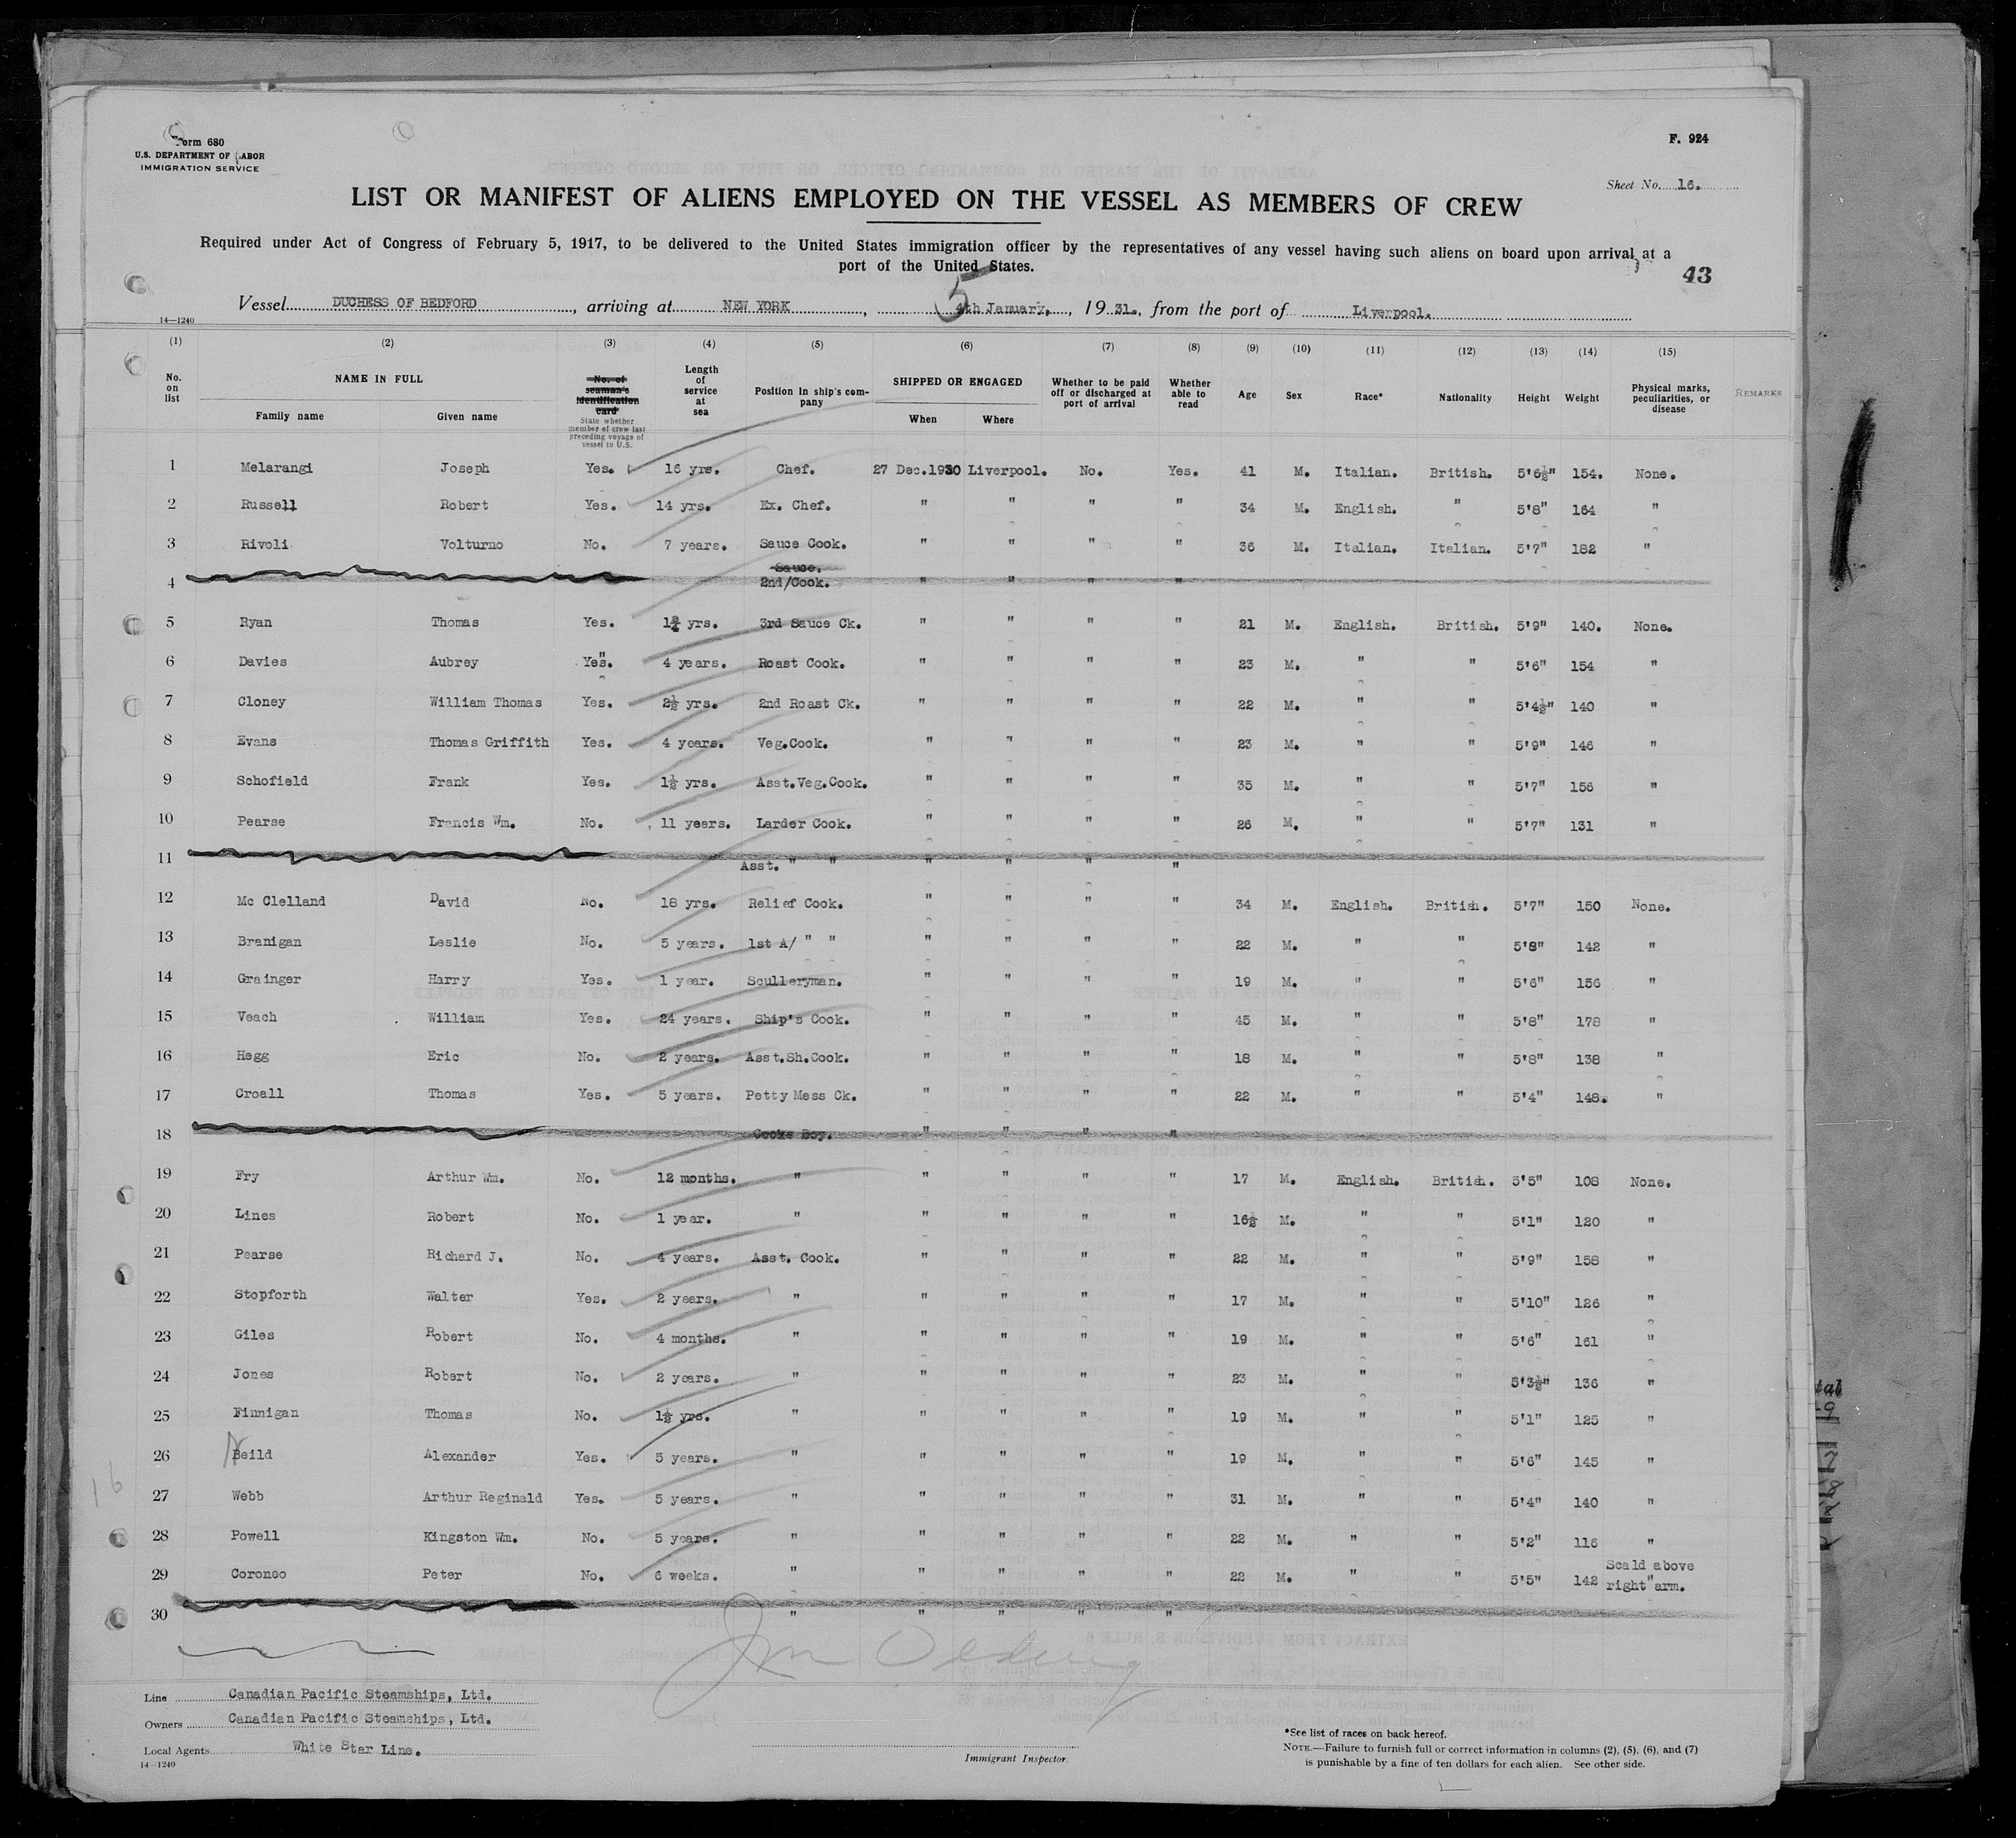 Form 680
U.S. DEPARTMENT OF LABOR
IMMIGRATION SERVICE
F. 924
Sheet No. 16.
LIST OR MANIFEST OF ALIENS EMPLOYED ON THE VESSEL AS MEMBERS OF CREW
Required under Act of Congress of February 5, 1917, to be delivered to the United States immigration officer by the representatives of any vessel having such aliens on board upon arrival at a
port of the United States.
43
5
Vessel DUCHESS OF BEDFORD, arriving at NEW YORK, 4th January, 1931., from the port of Liverpool.
14—1240
(1) (2) (3) (4) (5) (6) (7) (8) (9) (10) (11) (12) (13) (14) (15)
No. on list NAME IN FULL Family name Given name No. of seaman's identification card State whether member of crew last preceding voyage of vessel to U.S. Length of service at sea Position in ship's company SHIPPED OR ENGAGED When Where Whether to be paid off or discharged at port of arrival Whether able to read Age Sex Race* Nationality Height Weight Physical marks, peculiarities, or disease REMARKS
1 Melarangi Joseph Yes. 16 yrs. Chef. 27 Dec.1930 Liverpool. No. Yes. 41 M. Italian. British. 5'6½" 154. None.
2 Russell Robert Yes. 14 yrs. Ex. Chef. " " " " 34 M. English. " 5'8" 164 "
3 Rivoli Volturno No. 7 years. Sauce Cook. " " " " 36 M. Italian. Italian. 5'7" 182 "
Sauce.
4 2nd/Cook. " " " "
5 Ryan Thomas Yes. 1¾ yrs. 3rd Sauce Ck. " " " " 21 M. English. British. 5'9" 140. None.
6 Davies Aubrey Yes. 4 years. Roast Cook. " " " " 23 M. " " 5'6" 154 "
7 Cloney William Thomas Yes. 2½ yrs. 2nd Roast Ck. " " " " 22 M. " " 5'4½" 140 "
8 Evans Thomas Griffith Yes. 4 years. Veg.Cook. " " " " 23 M. " " 5'9" 146 "
9 Schofield Frank Yes. 1½ yrs. Asst.Veg.Cook. " " " " 35 M. " " 5'7" 156 "
10 Pearse Francis Wm. No. 11 years. Larder Cook. " " " " 26 M. " " 5'7" 131 "
11 Asst. " " " " " "
12 Mc Clelland David No. 18 yrs. Relief Cook. " " " " 34 M. English. British. 5'7" 150 None.
13 Branigan Leslie No. 5 years. 1st A/ " " " " " " 22 M. " " 5'8" 142 "
14 Grainger Harry Yes. 1 year. Sculleryman. " " " " 19 M. " " 5'6" 156 "
15 Veach William Yes. 24 years. Ship's Cook. " " " " 45 M. " " 5'8" 178 "
16 Hegg Eric No. 2 years. Asst.Sh.Cook. " " " " 18 M. " " 5'8" 138 "
17 Croall Thomas Yes. 5 years. Petty Mess Ck. " " " " 22 M. " " 5'4" 148. "
18 Cooks Boy. " " " "
19 Fry Arthur Wm. No. 12 months. " " " " " 17 M. English. British. 5'5" 108 None.
20 Lines Robert No. 1 year. " " " " " 16½ M. " " 5'1" 120 "
21 Pearse Richard J. No. 4 years. Asst. Cook. " " " " 22 M. " " 5'9" 158 "
22 Stopforth Walter Yes. 2 years. " " " " " 17 M. " " 5'10" 126 "
23 Giles Robert No. 4 months. " " " " " 19 M. " " 5'6" 161 "
24 Jones Robert No. 2 years. " " " " " 23 M. " " 5'3½" 136 "
25 Finnigan Thomas No. 1½ yrs. " " " " " 19 M. " " 5'1" 125 "
26 Beild Alexander Yes. 5 years. " " " " " 19 M. " " 5'6" 145 "
27 Webb Arthur Reginald Yes. 5 years. " " " " " 31 M. " " 5'4" 140 "
28 Powell Kingston Wm. No. 5 years. " " " " " 22 M. " " 5'2" 116 "
29 Coroneo Peter No. 6 weeks. " " " " " 22 M. " " 5'5" 142 Scald above right arm.
30 " " " " "
16
Line Canadian Pacific Steamships, Ltd.
Owners Canadian Pacific Steamships, Ltd.
Local Agents White Star Line.
14—1240
Immigrant Inspector.
*See list of races on back hereof.
NOTE.—Failure to furnish full or correct information in columns (2), (5), (6), and (7)
is punishable by a fine of ten dollars for each alien. See other side.